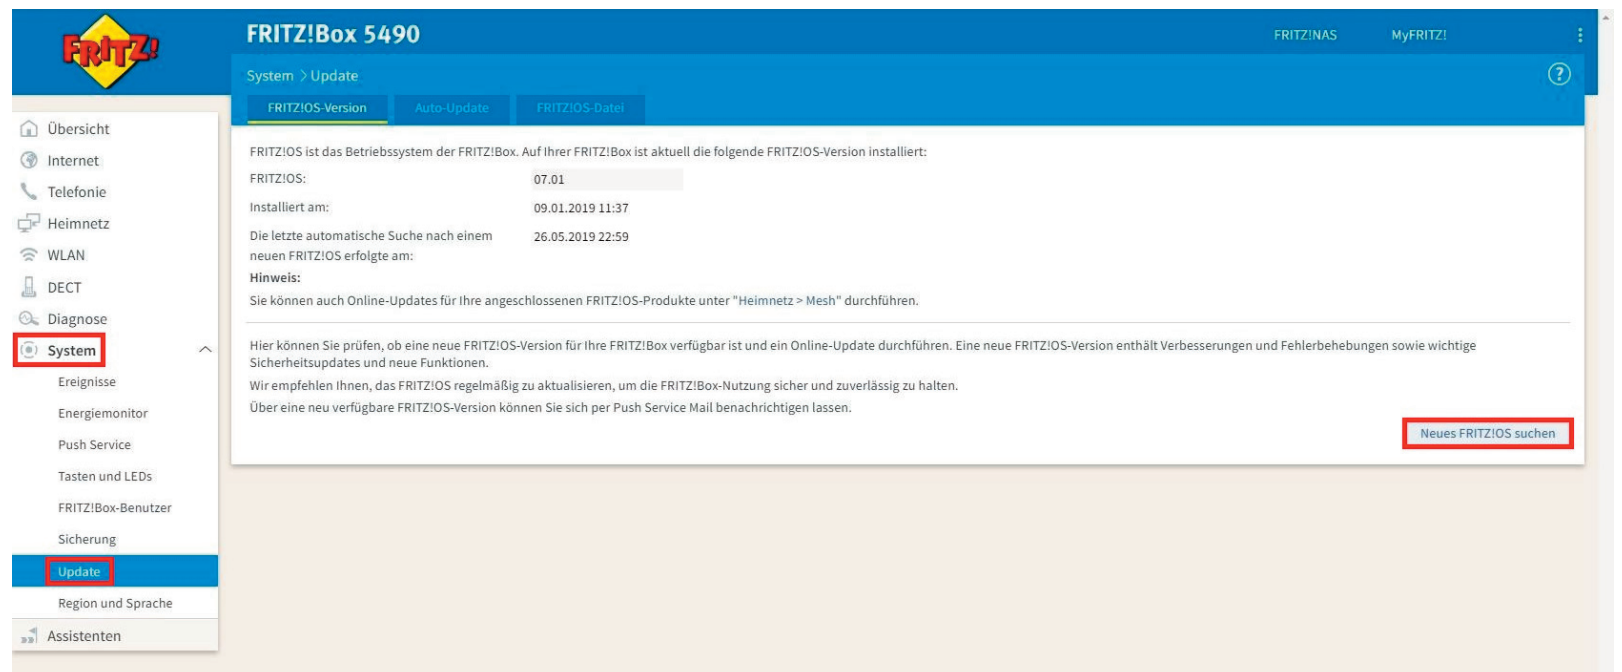 FRITZ!
FRITZ!Box 5490
FRITZ!NAS
MyFRITZ!
System > Update
?
FRITZ!OS-Version
Auto-Update
FRITZ!OS-Datei
Übersicht
Internet
Telefonie
Heimnetz
WLAN
DECT
Diagnose
System
Ereignisse
Energiemonitor
Push Service
Tasten und LEDs
FRITZ!Box-Benutzer
Sicherung
Update
Region und Sprache
Assistenten
FRITZ!OS ist das Betriebssystem der FRITZ!Box. Auf Ihrer FRITZ!Box ist aktuell die folgende FRITZ!OS-Version installiert:
FRITZ!OS: 07.01
Installiert am: 09.01.2019 11:37
Die letzte automatische Suche nach einem 26.05.2019 22:59
neuen FRITZ!OS erfolgte am:
Hinweis:
Sie können auch Online-Updates für Ihre angeschlossenen FRITZ!OS-Produkte unter "Heimnetz > Mesh" durchführen.
Hier können Sie prüfen, ob eine neue FRITZ!OS-Version für Ihre FRITZ!Box verfügbar ist und ein Online-Update durchführen. Eine neue FRITZ!OS-Version enthält Verbesserungen und Fehlerbehebungen sowie wichtige
Sicherheitsupdates und neue Funktionen.
Wir empfehlen Ihnen, das FRITZ!OS regelmäßig zu aktualisieren, um die FRITZ!Box-Nutzung sicher und zuverlässig zu halten.
Über eine neu verfügbare FRITZ!OS-Version können Sie sich per Push Service Mail benachrichtigen lassen.
Neues FRITZ!OS suchen